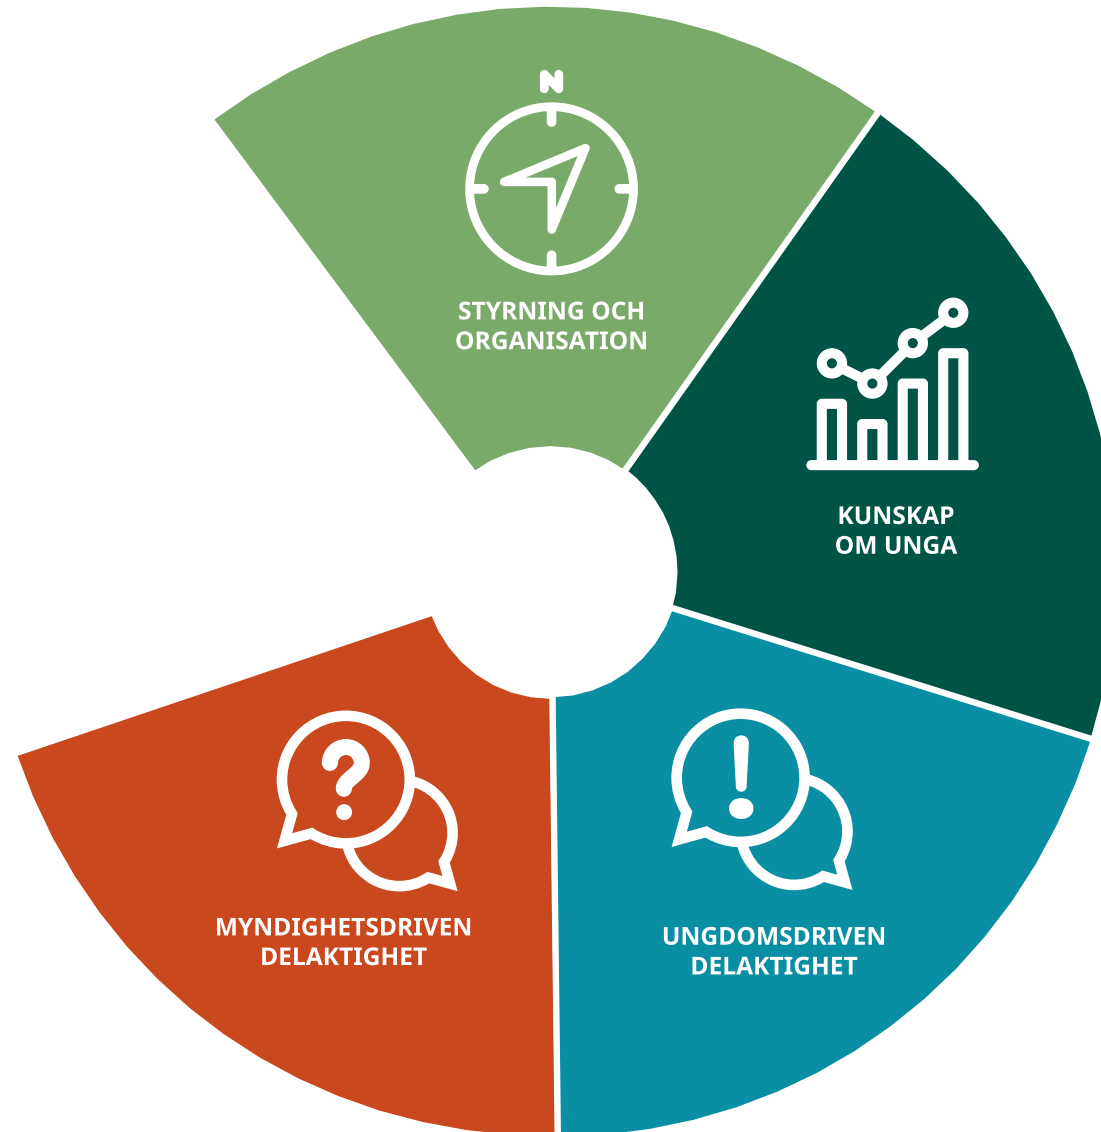 N
STYRNING OCH
ORGANISATION
KUNSKAP
OM UNGA
UNGDOMSDRIVEN
DELAKTIGHET
MYNDIGHETSDRIVEN
DELAKTIGHET